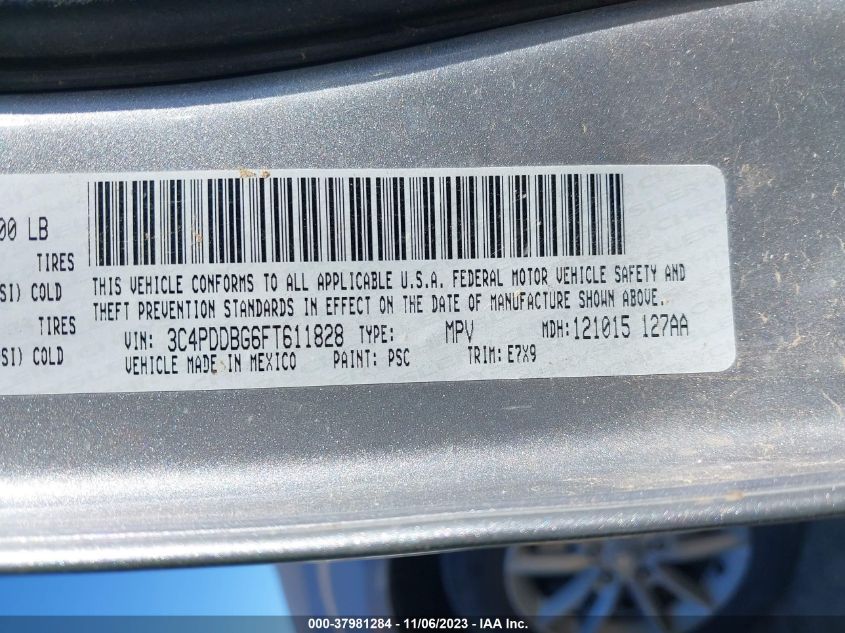 00 LB
TIRES
SI) COLD
TIRES
SI) COLD
THIS VEHICLE CONFORMS TO ALL APPLICABLE U.S.A. FEDERAL MOTOR VEHICLE SAFETY AND
THEFT PREVENTION STANDARDS IN EFFECT ON THE DATE OF MANUFACTURE SHOWN ABOVE.
VIN: 3C4PDDBG6FT611828 TYPE: MPV MDH: 121015 127AA
VEHICLE MADE IN MEXICO PAINT: PSC TRIM: E7X9
000-37981284 - 11/06/2023 - IAA Inc.